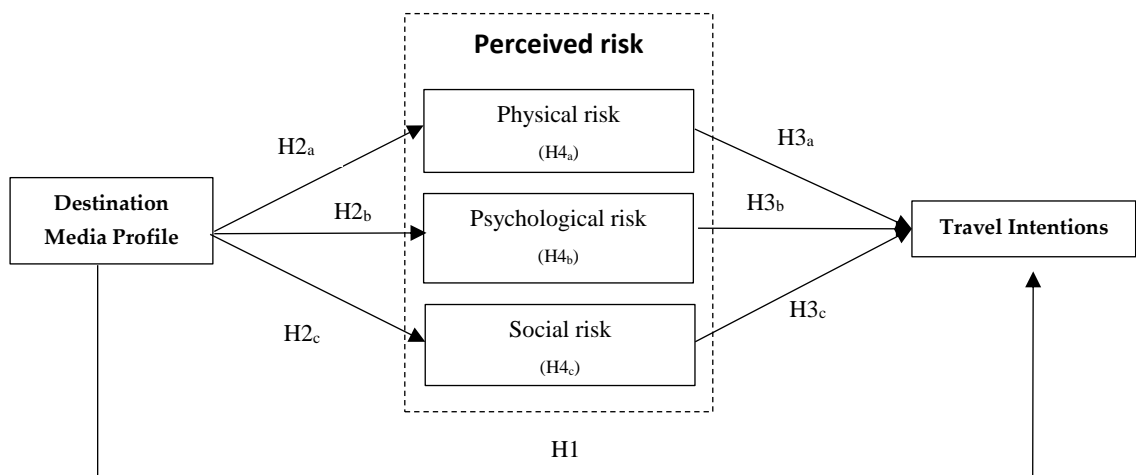 Perceived risk
Physical risk
(H4a)
H2a
H3a
Destination
Media Profile
H2b
Psychological risk
(H4b)
H3b
Travel Intentions
H2c
Social risk
(H4c)
H3c
H1